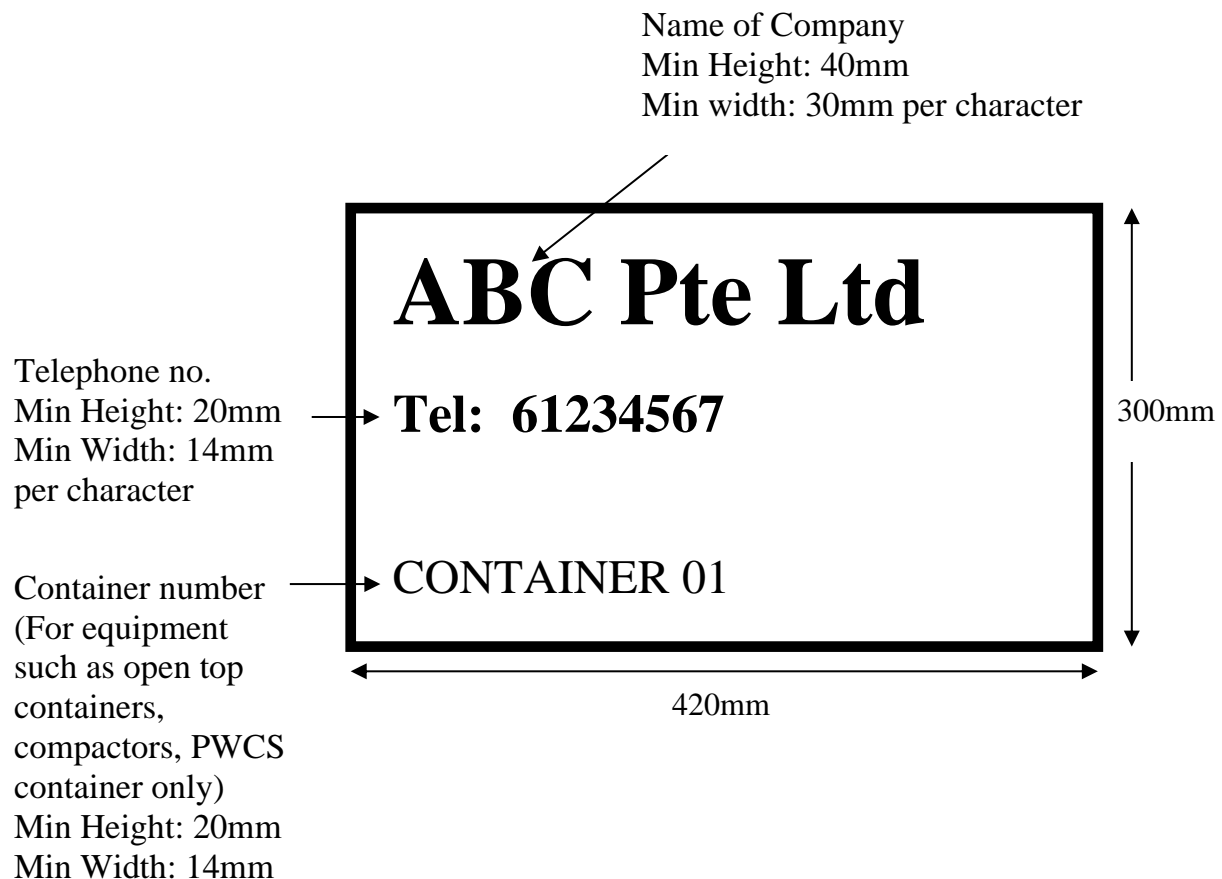 Name of Company
Min Height: 40mm
Min width: 30mm per character
ABC Pte Ltd
Telephone no.
Min Height: 20mm
Min Width: 14mm
per character
Tel:  61234567
300mm
Container number
(For equipment
such as open top
containers,
compactors, PWCS
container only)
Min Height: 20mm
Min Width: 14mm
CONTAINER 01
420mm